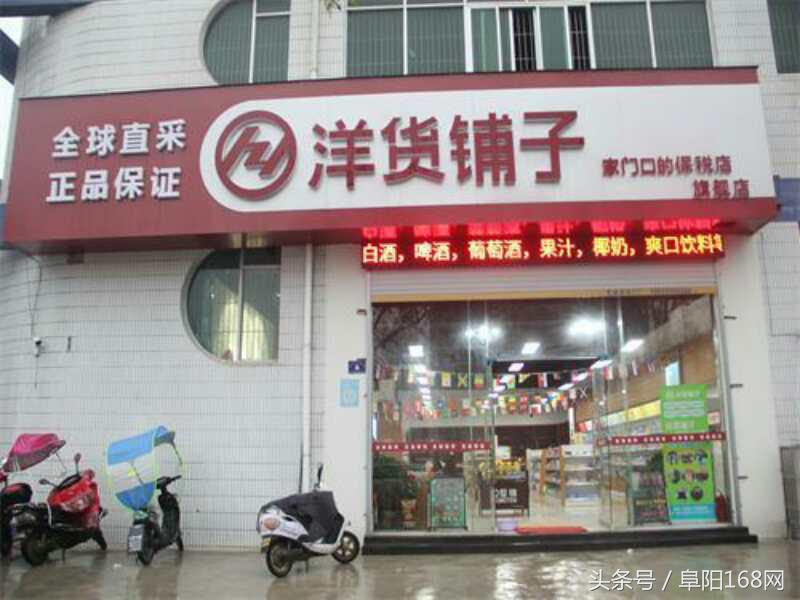 全球直采
正品保证
洋货铺子
家门口的保税店
旗舰店
白酒，啤酒，葡萄酒，果汁，椰奶，爽口饮料等
头条号／阜阳168网